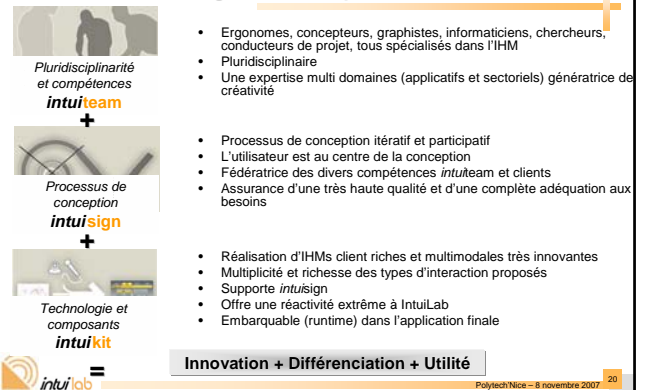 Pluridisciplinarité
et compétences
intuiteam
• Ergonomes, concepteurs, graphistes, informaticiens, chercheurs,
conducteurs de projet, tous spécialisés dans l'IHM
• Pluridisciplinaire
• Une expertise multi domaines (applicatifs et sectoriels) génératrice de
créativité
+
Processus de
conception
intuisign
• Processus de conception itératif et participatif
• L'utilisateur est au centre de la conception
• Fédératrice des divers compétences intuiteam et clients
• Assurance d'une très haute qualité et d'une complète adéquation aux
besoins
+
Technologie et
composants
intuikit
• Réalisation d'IHMs client riches et multimodales très innovantes
• Multiplicité et richesse des types d'interaction proposés
• Supporte intuisign
• Offre une réactivité extrême à IntuiLab
• Embarquable (runtime) dans l'application finale
=
Innovation + Différenciation + Utilité
intuilab
Polytech'Nice – 8 novembre 2007
20